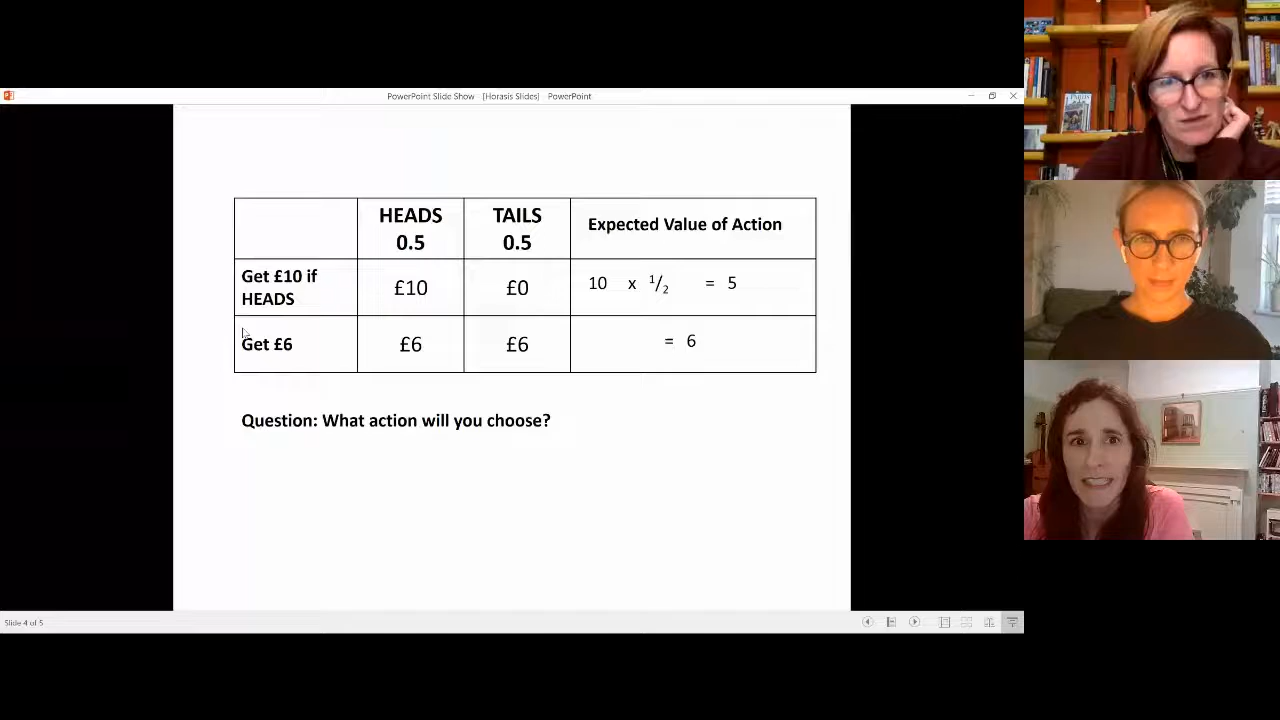 PowerPoint Slide Show - [Horasis Slides] - PowerPoint
HEADS TAILS Expected Value of Action
0.5 0.5
Get £10 if HEADS £10 £0 10 x 1/2 = 5
Get £6 £6 £6 = 6
Question: What action will you choose?
Slide 4 of 5
PARIS